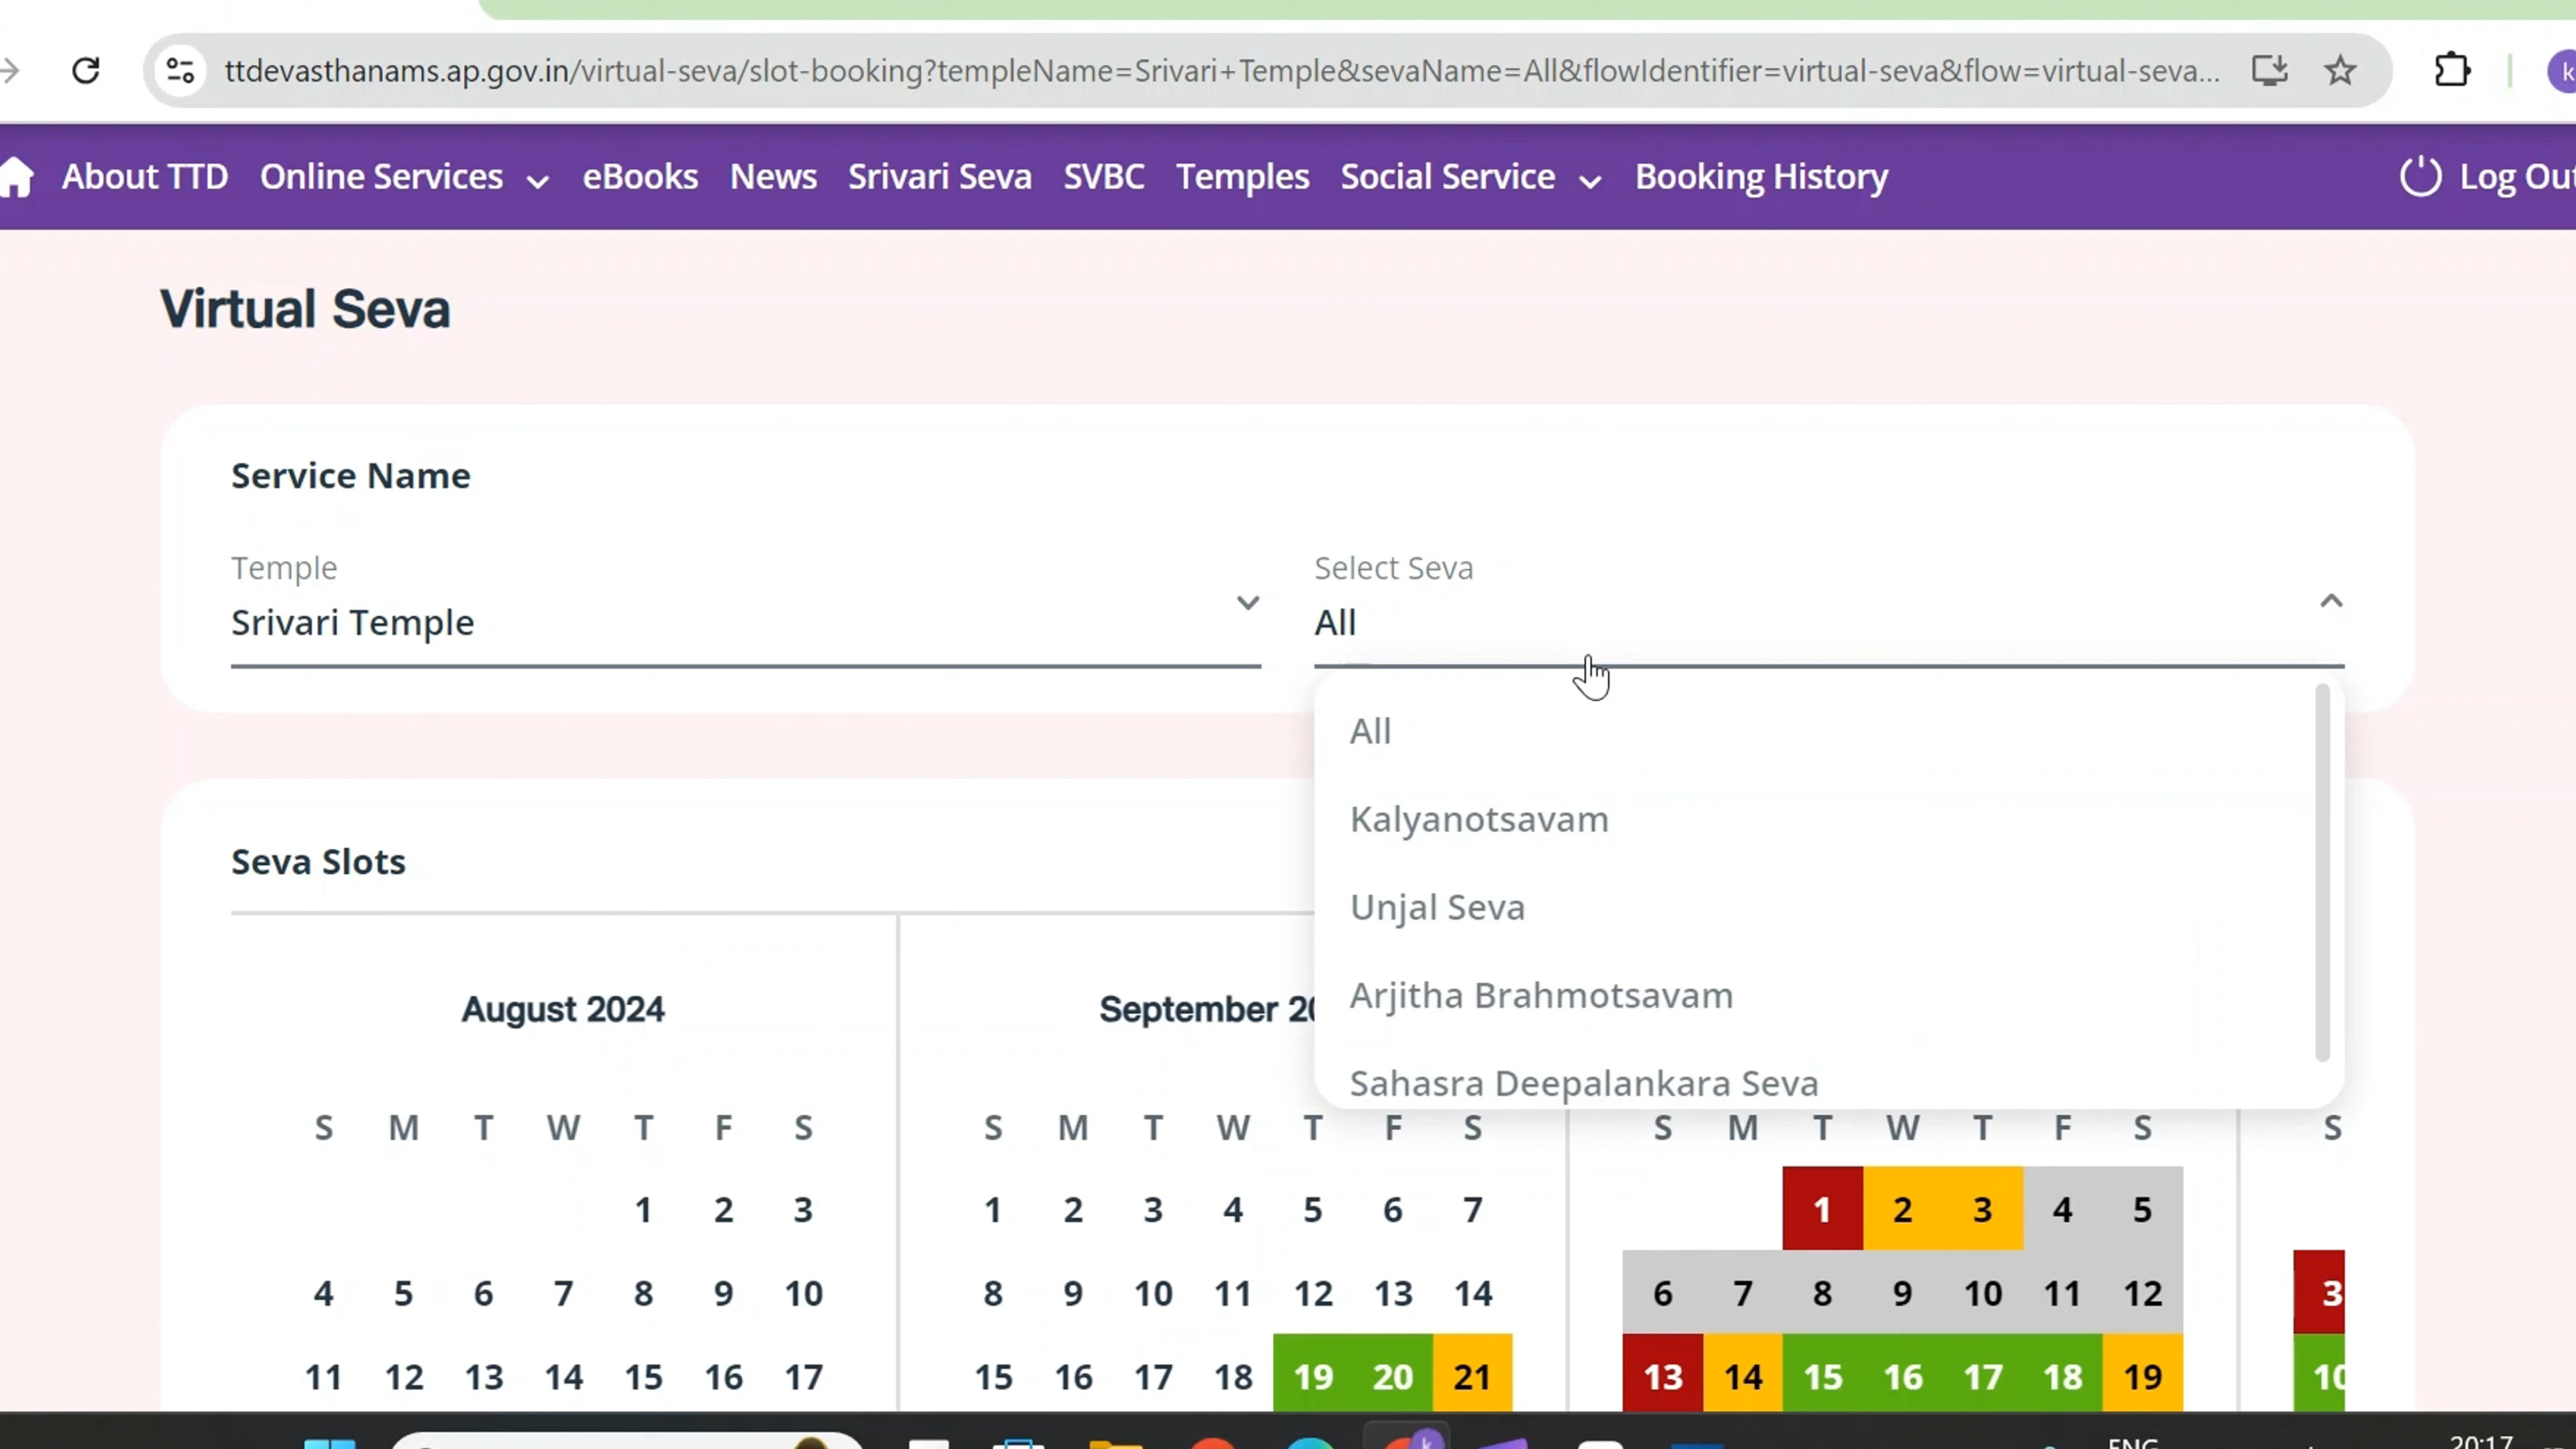 ttdevasthanams.ap.gov.in/virtual-seva/slot-booking?templeName=Srivari+Temple&sevaName=All&flowIdentifier=virtual-seva&flow=virtual-seva...
k
About TTD Online Services eBooks News Srivari Seva SVBC Temples Social Service Booking History
Log Out
Virtual Seva
Service Name
Temple
Srivari Temple
Select Seva
All
All
Kalyanotsavam
Unjal Seva
Arjitha Brahmotsavam
Sahasra Deepalankara Seva
Seva Slots
August 2024
S M T W T F S
1 2 3
4 5 6 7 8 9 10
11 12 13 14 15 16 17
September 20
S M T W T F S
1 2 3 4 5 6 7
8 9 10 11 12 13 14
15 16 17 18 19 20 21
S M T W T F S
1 2 3 4 5
6 7 8 9 10 11 12
13 14 15 16 17 18 19
S
3
10
k
ENG
20:17